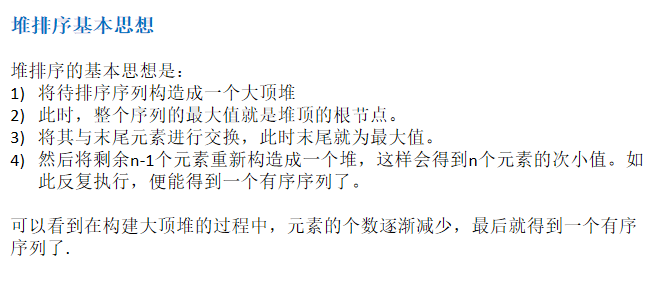 堆排序基本思想
堆排序的基本思想是：
1) 将待排序序列构造成一个大顶堆
2) 此时，整个序列的最大值就是堆顶的根节点。
3) 将其与末尾元素进行交换，此时末尾就为最大值。
4) 然后将剩余n-1个元素重新构造成一个堆，这样会得到n个元素的次小值。如
此反复执行，便能得到一个有序序列了。
可以看到在构建大顶堆的过程中，元素的个数逐渐减少，最后就得到一个有序
序列了.